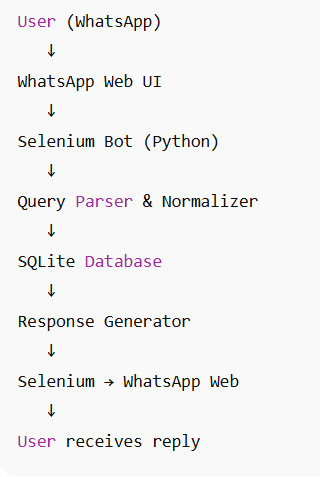 User (WhatsApp)
↓
WhatsApp Web UI
↓
Selenium Bot (Python)
↓
Query Parser & Normalizer
↓
SQLite Database
↓
Response Generator
↓
Selenium → WhatsApp Web
↓
User receives reply